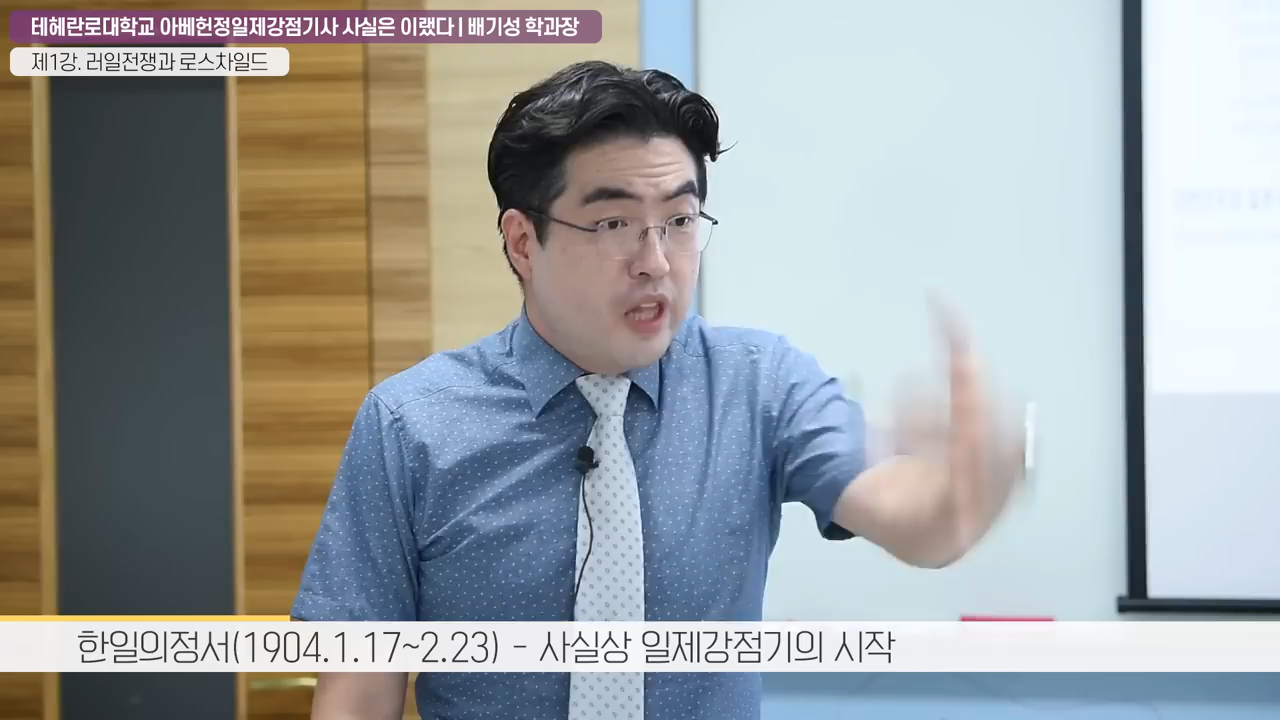 테헤란로대학교 아베헌정일제강점기사 사실은 이랬다 | 배기성 학과장
제1강. 러일전쟁과 로스차일드
한일의정서(1904.1.17~2.23) - 사실상 일제강점기의 시작